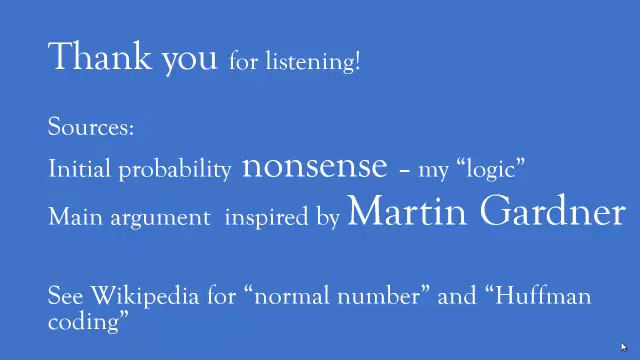 Thank you for listening!
Sources:
Initial probability nonsense – my “logic”
Main argument inspired by Martin Gardner
See Wikipedia for “normal number” and “Huffman
coding”